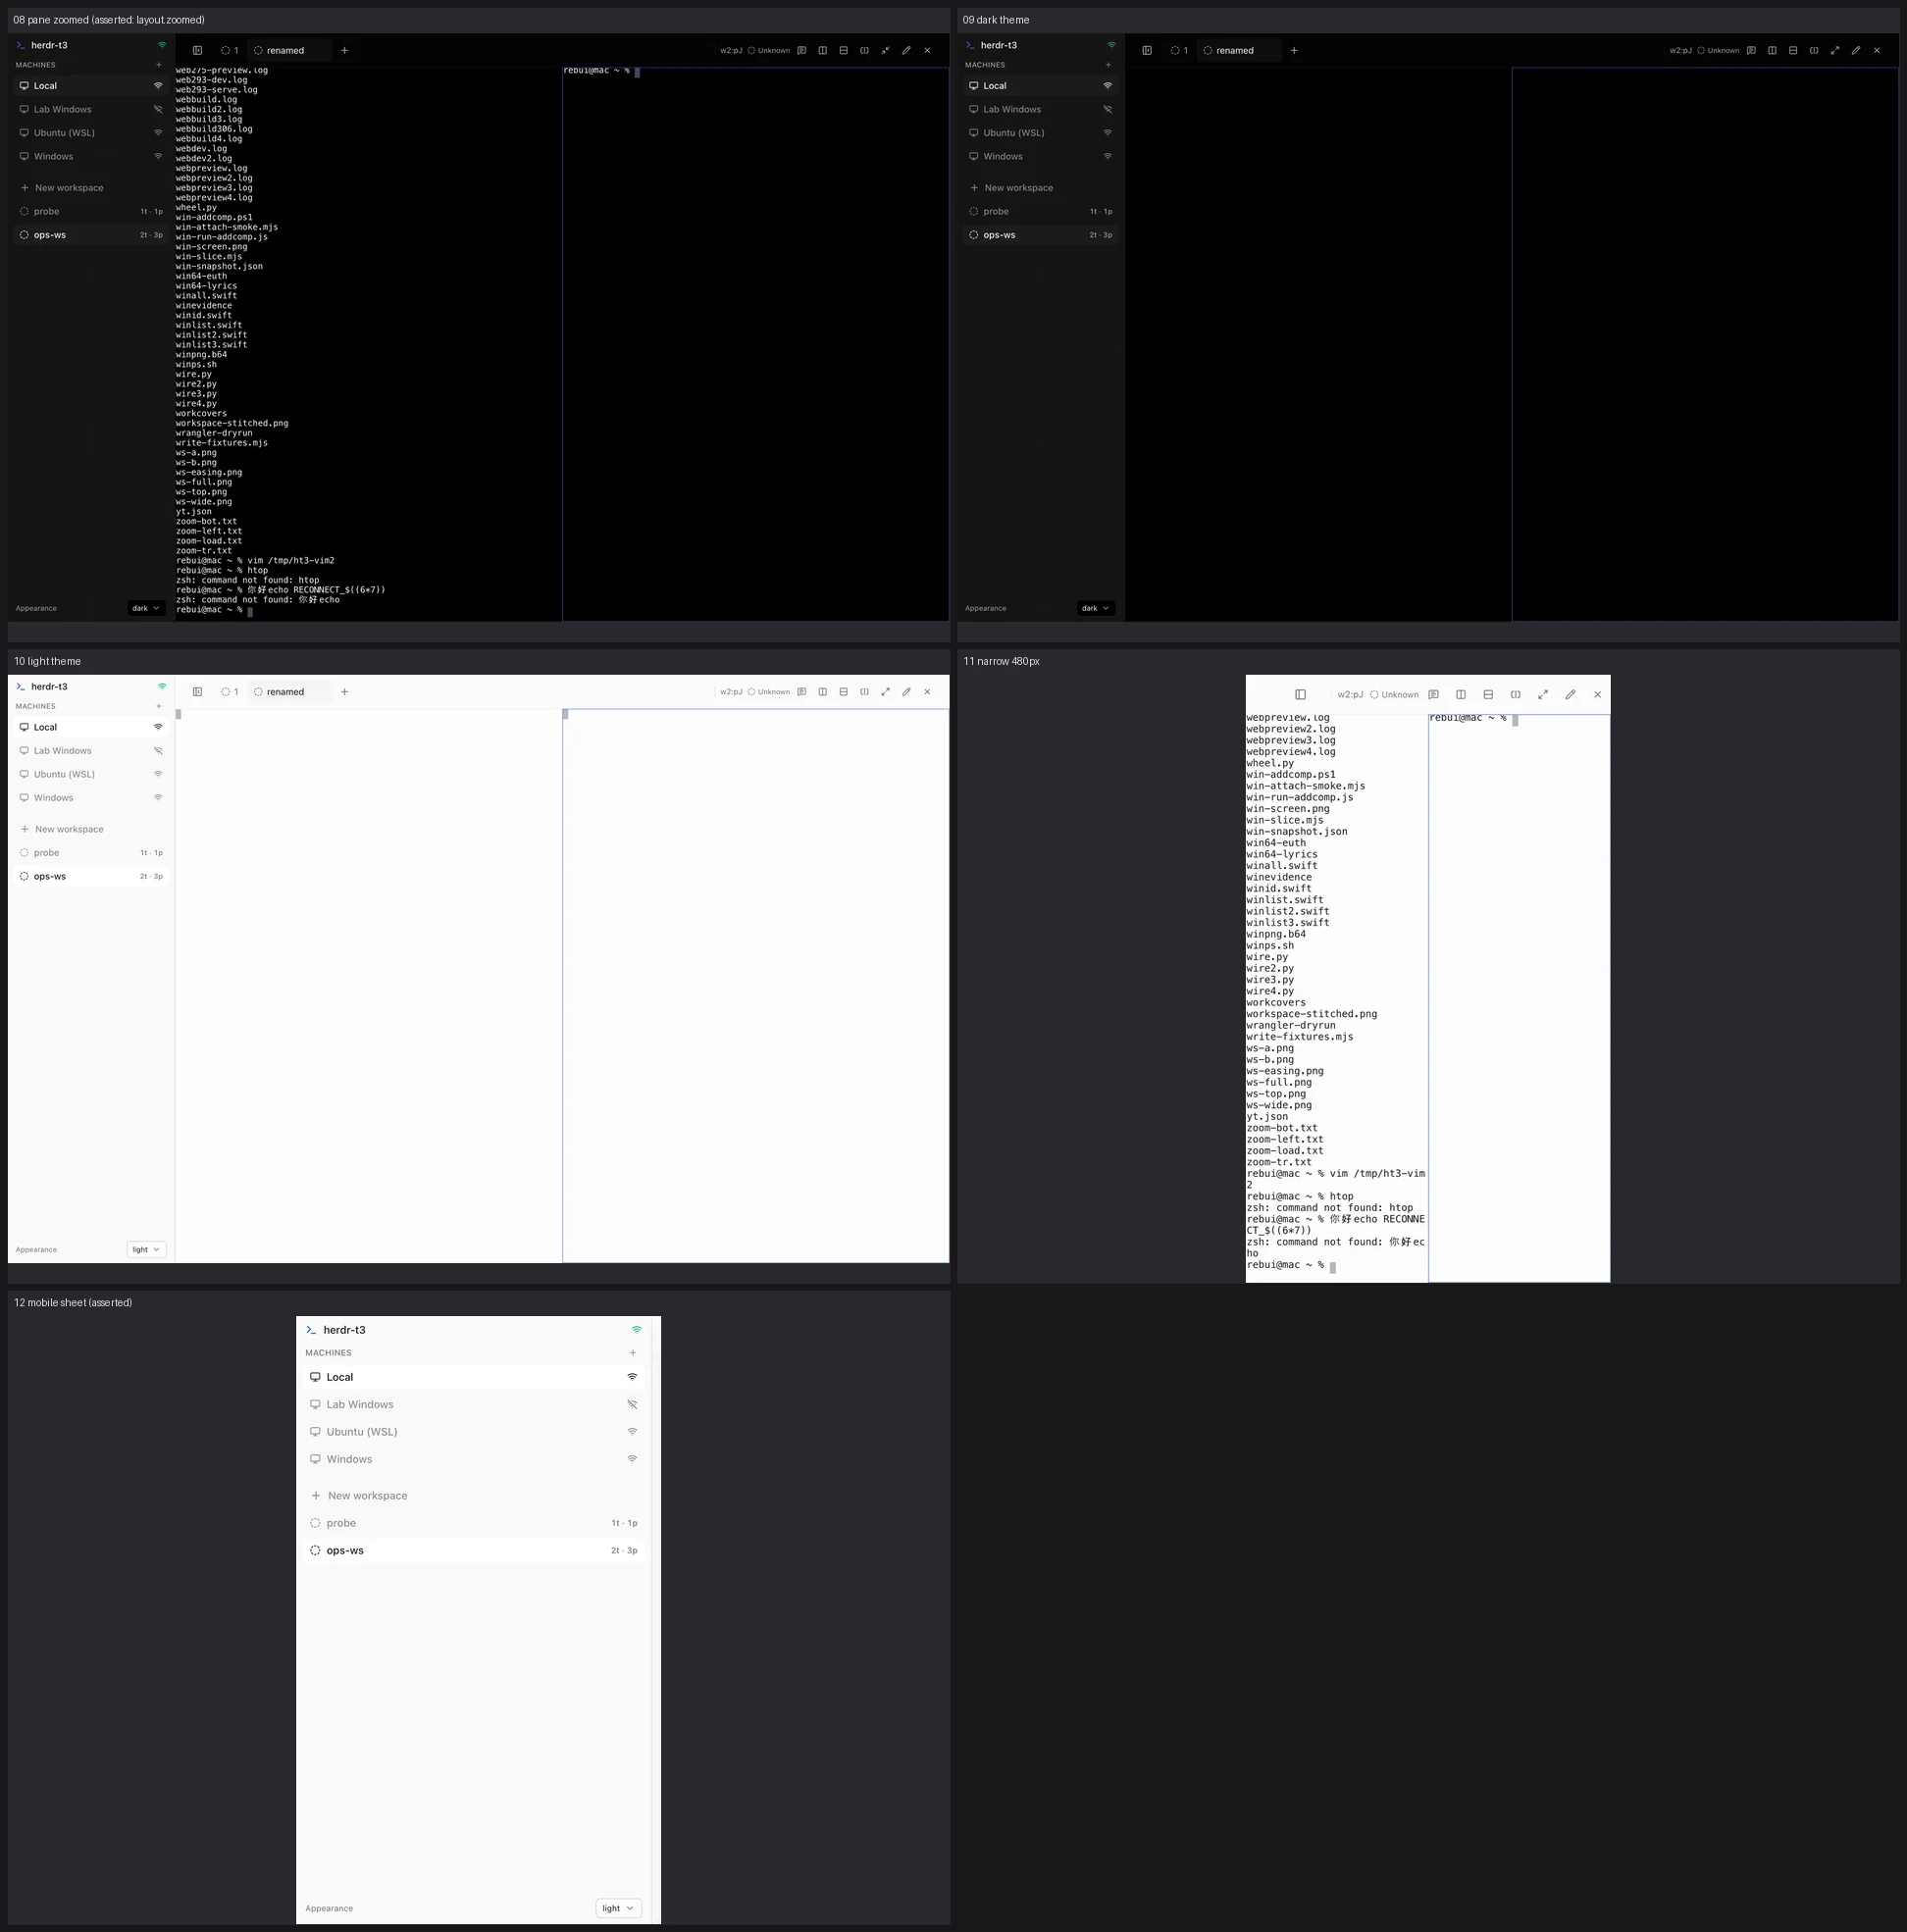 08 pane zoomed (asserted: layout.zoomed)
herdr-t3
1
renamed
w2:pJ
Unknown
MACHINES
Local
Lab Windows
Ubuntu (WSL)
Windows
New workspace
probe
1t · 1p
ops-ws
2t · 3p
Appearance
dark
web275-preview.log
web293-dev.log
web293-serve.log
webbuild.log
webbuild2.log
webbuild3.log
webbuild306.log
webbuild4.log
webdev.log
webdev2.log
webpreview.log
webpreview2.log
webpreview3.log
webpreview4.log
wheel.py
win-addcomp.ps1
win-attach-smoke.mjs
win-run-addcomp.js
win-screen.png
win-slice.mjs
win-snapshot.json
win64-euth
win64-lyrics
winall.swift
winevidence
winid.swift
winlist.swift
winlist2.swift
winlist3.swift
winpng.b64
winps.sh
wire.py
wire2.py
wire3.py
wire4.py
workcovers
workspace-stitched.png
wrangler-dryrun
write-fixtures.mjs
ws-a.png
ws-b.png
ws-easing.png
ws-full.png
ws-top.png
ws-wide.png
yt.json
zoom-bot.txt
zoom-left.txt
zoom-load.txt
zoom-tr.txt
rebui@mac ~ % vim /tmp/ht3-vim2
rebui@mac ~ % htop
zsh: command not found: htop
rebui@mac ~ % 你好echo RECONNECT_$((6*7))
zsh: command not found: 你好echo
rebui@mac ~ %
rebui@mac ~ %
09 dark theme
herdr-t3
1
renamed
w2:pJ
Unknown
MACHINES
Local
Lab Windows
Ubuntu (WSL)
Windows
New workspace
probe
1t · 1p
ops-ws
2t · 3p
Appearance
dark
10 light theme
herdr-t3
1
renamed
w2:pJ
Unknown
MACHINES
Local
Lab Windows
Ubuntu (WSL)
Windows
New workspace
probe
1t · 1p
ops-ws
2t · 3p
Appearance
light
11 narrow 480px
w2:pJ
Unknown
webpreview.log
webpreview2.log
webpreview3.log
webpreview4.log
wheel.py
win-addcomp.ps1
win-attach-smoke.mjs
win-run-addcomp.js
win-screen.png
win-slice.mjs
win-snapshot.json
win64-euth
win64-lyrics
winall.swift
winevidence
winid.swift
winlist.swift
winlist2.swift
winlist3.swift
winpng.b64
winps.sh
wire.py
wire2.py
wire3.py
wire4.py
workcovers
workspace-stitched.png
wrangler-dryrun
write-fixtures.mjs
ws-a.png
ws-b.png
ws-easing.png
ws-full.png
ws-top.png
ws-wide.png
yt.json
zoom-bot.txt
zoom-left.txt
zoom-load.txt
zoom-tr.txt
rebui@mac ~ % vim /tmp/ht3-vim
2
rebui@mac ~ % htop
zsh: command not found: htop
rebui@mac ~ % 你好echo RECONNE
CT_$((6*7))
zsh: command not found: 你好ec
ho
rebui@mac ~ %
rebui@mac ~ %
12 mobile sheet (asserted)
herdr-t3
MACHINES
Local
Lab Windows
Ubuntu (WSL)
Windows
New workspace
probe
1t · 1p
ops-ws
2t · 3p
Appearance
light